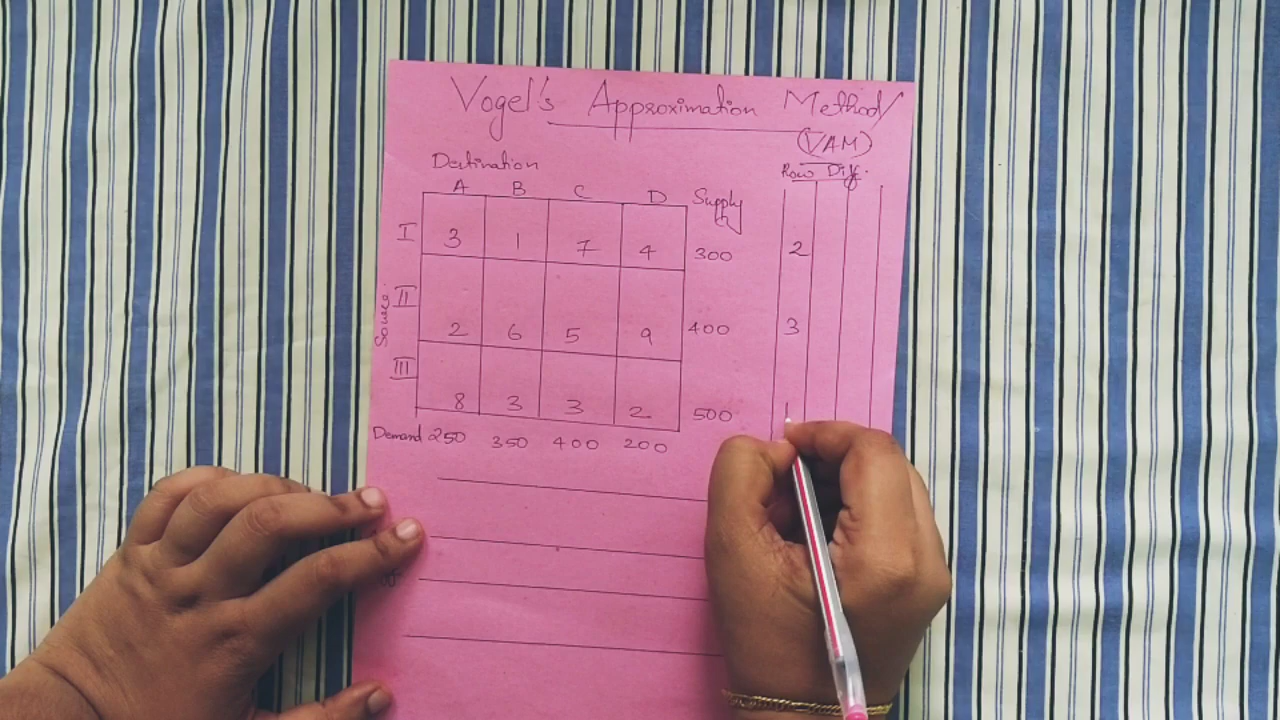 Vogel's Approximation Method
(VAM)
Destination
Row Diff.
A B C D Supply
I 3 1 7 4 300 2
Source
II 2 6 5 9 400 3
III 8 3 3 2 500 1
Demand 250 350 400 200